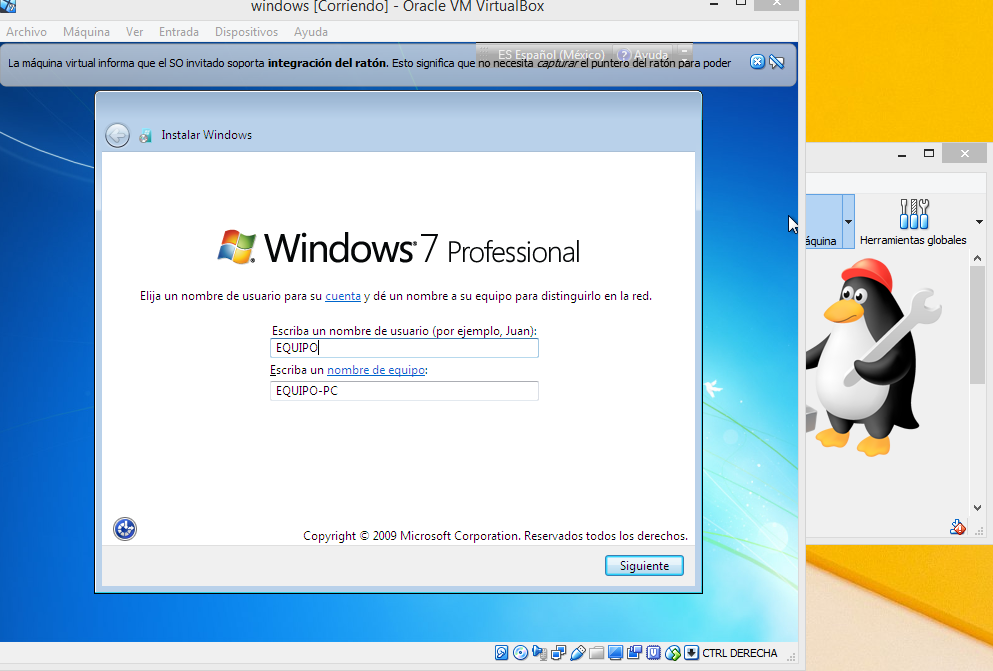 windows [Corriendo] - Oracle VM VirtualBox
Archivo Máquina Ver Entrada Dispositivos Ayuda
ES Español (México) ? Ayuda
La máquina virtual informa que el SO invitado soporta integración del ratón. Esto significa que no necesita capturar el puntero del ratón para poder
Instalar Windows
Windows 7 Professional
Elija un nombre de usuario para su cuenta y dé un nombre a su equipo para distinguirlo en la red.
Escriba un nombre de usuario (por ejemplo, Juan):
EQUIPO
Escriba un nombre de equipo:
EQUIPO-PC
Copyright © 2009 Microsoft Corporation. Reservados todos los derechos.
Siguiente
CTRL DERECHA
áquina Herramientas globales